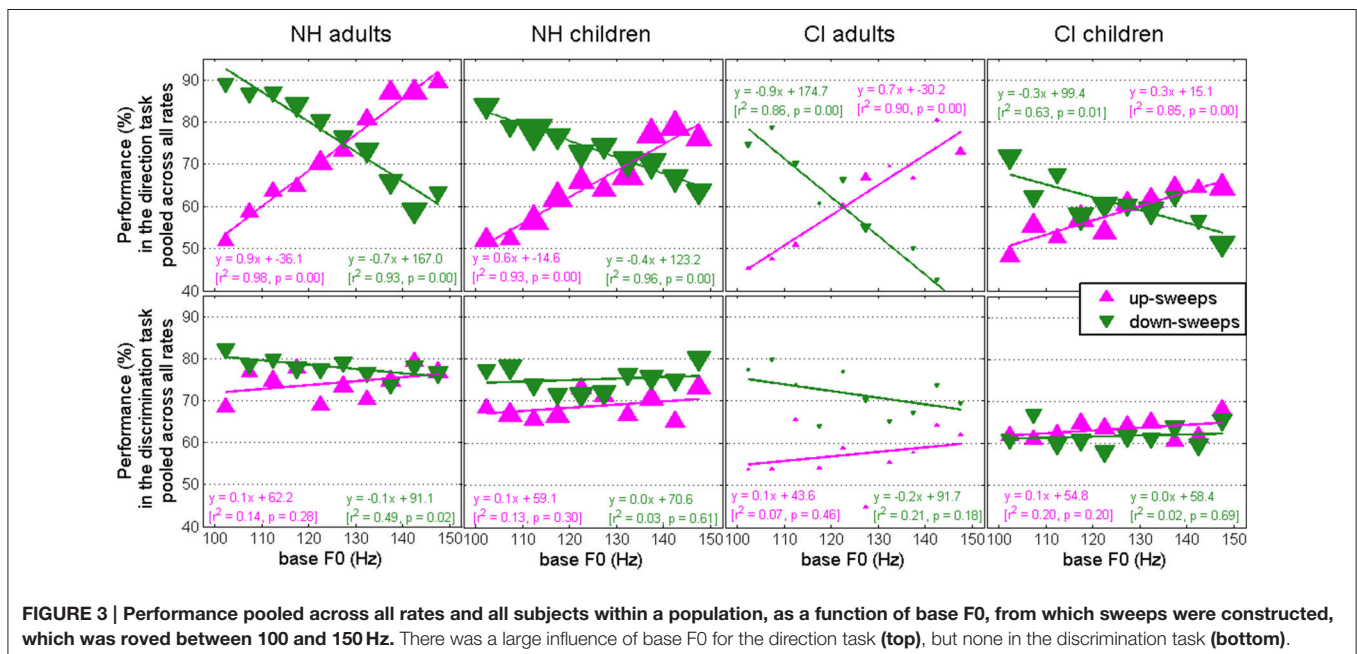 NH adults
NH children
CI adults
CI children
Performance (%)
in the direction task
pooled across all rates
90
80
70
60
50
40
y = 0.9x + -36.1
[r² = 0.98, p = 0.00]
y = -0.7x + 167.0
[r² = 0.93, p = 0.00]
y = 0.6x + -14.6
[r² = 0.93, p = 0.00]
y = -0.4x + 123.2
[r² = 0.96, p = 0.00]
y = -0.9x + 174.7
[r² = 0.86, p = 0.00]
y = 0.7x + -30.2
[r² = 0.90, p = 0.00]
y = -0.3x + 99.4
[r² = 0.63, p = 0.01]
y = 0.3x + 15.1
[r² = 0.85, p = 0.00]
up-sweeps
down-sweeps
Performance (%)
in the discrimination task
pooled across all rates
90
80
70
60
50
40
y = 0.1x + 62.2
[r² = 0.14, p = 0.28]
y = -0.1x + 91.1
[r² = 0.49, p = 0.02]
y = 0.1x + 59.1
[r² = 0.13, p = 0.30]
y = 0.0x + 70.6
[r² = 0.03, p = 0.61]
y = 0.1x + 43.6
[r² = 0.07, p = 0.46]
y = -0.2x + 91.7
[r² = 0.21, p = 0.18]
y = 0.1x + 54.8
[r² = 0.20, p = 0.20]
y = 0.0x + 58.4
[r² = 0.02, p = 0.69]
100 110 120 130 140 150
100 110 120 130 140 150
100 110 120 130 140 150
100 110 120 130 140 150
base F0 (Hz)
base F0 (Hz)
base F0 (Hz)
base F0 (Hz)
FIGURE 3 | Performance pooled across all rates and all subjects within a population, as a function of base F0, from which sweeps were constructed,
which was roved between 100 and 150 Hz. There was a large influence of base F0 for the direction task (top), but none in the discrimination task (bottom).